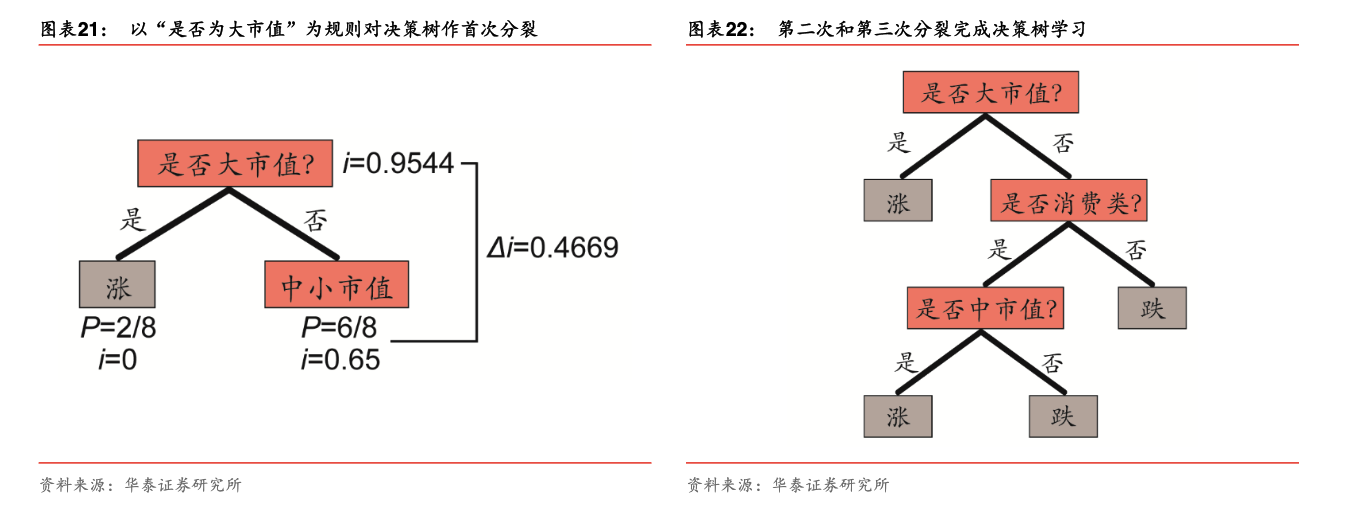 图表21： 以“是否为大市值”为规则对决策树作首次分裂
是否大市值?
i=0.9544
是
否
Δi=0.4669
涨
中小市值
P=2/8
P=6/8
i=0
i=0.65
资料来源：华泰证券研究所
图表22： 第二次和第三次分裂完成决策树学习
是否大市值?
是
否
涨
是否消费类?
是
否
是否中市值?
跌
是
否
涨
跌
资料来源：华泰证券研究所